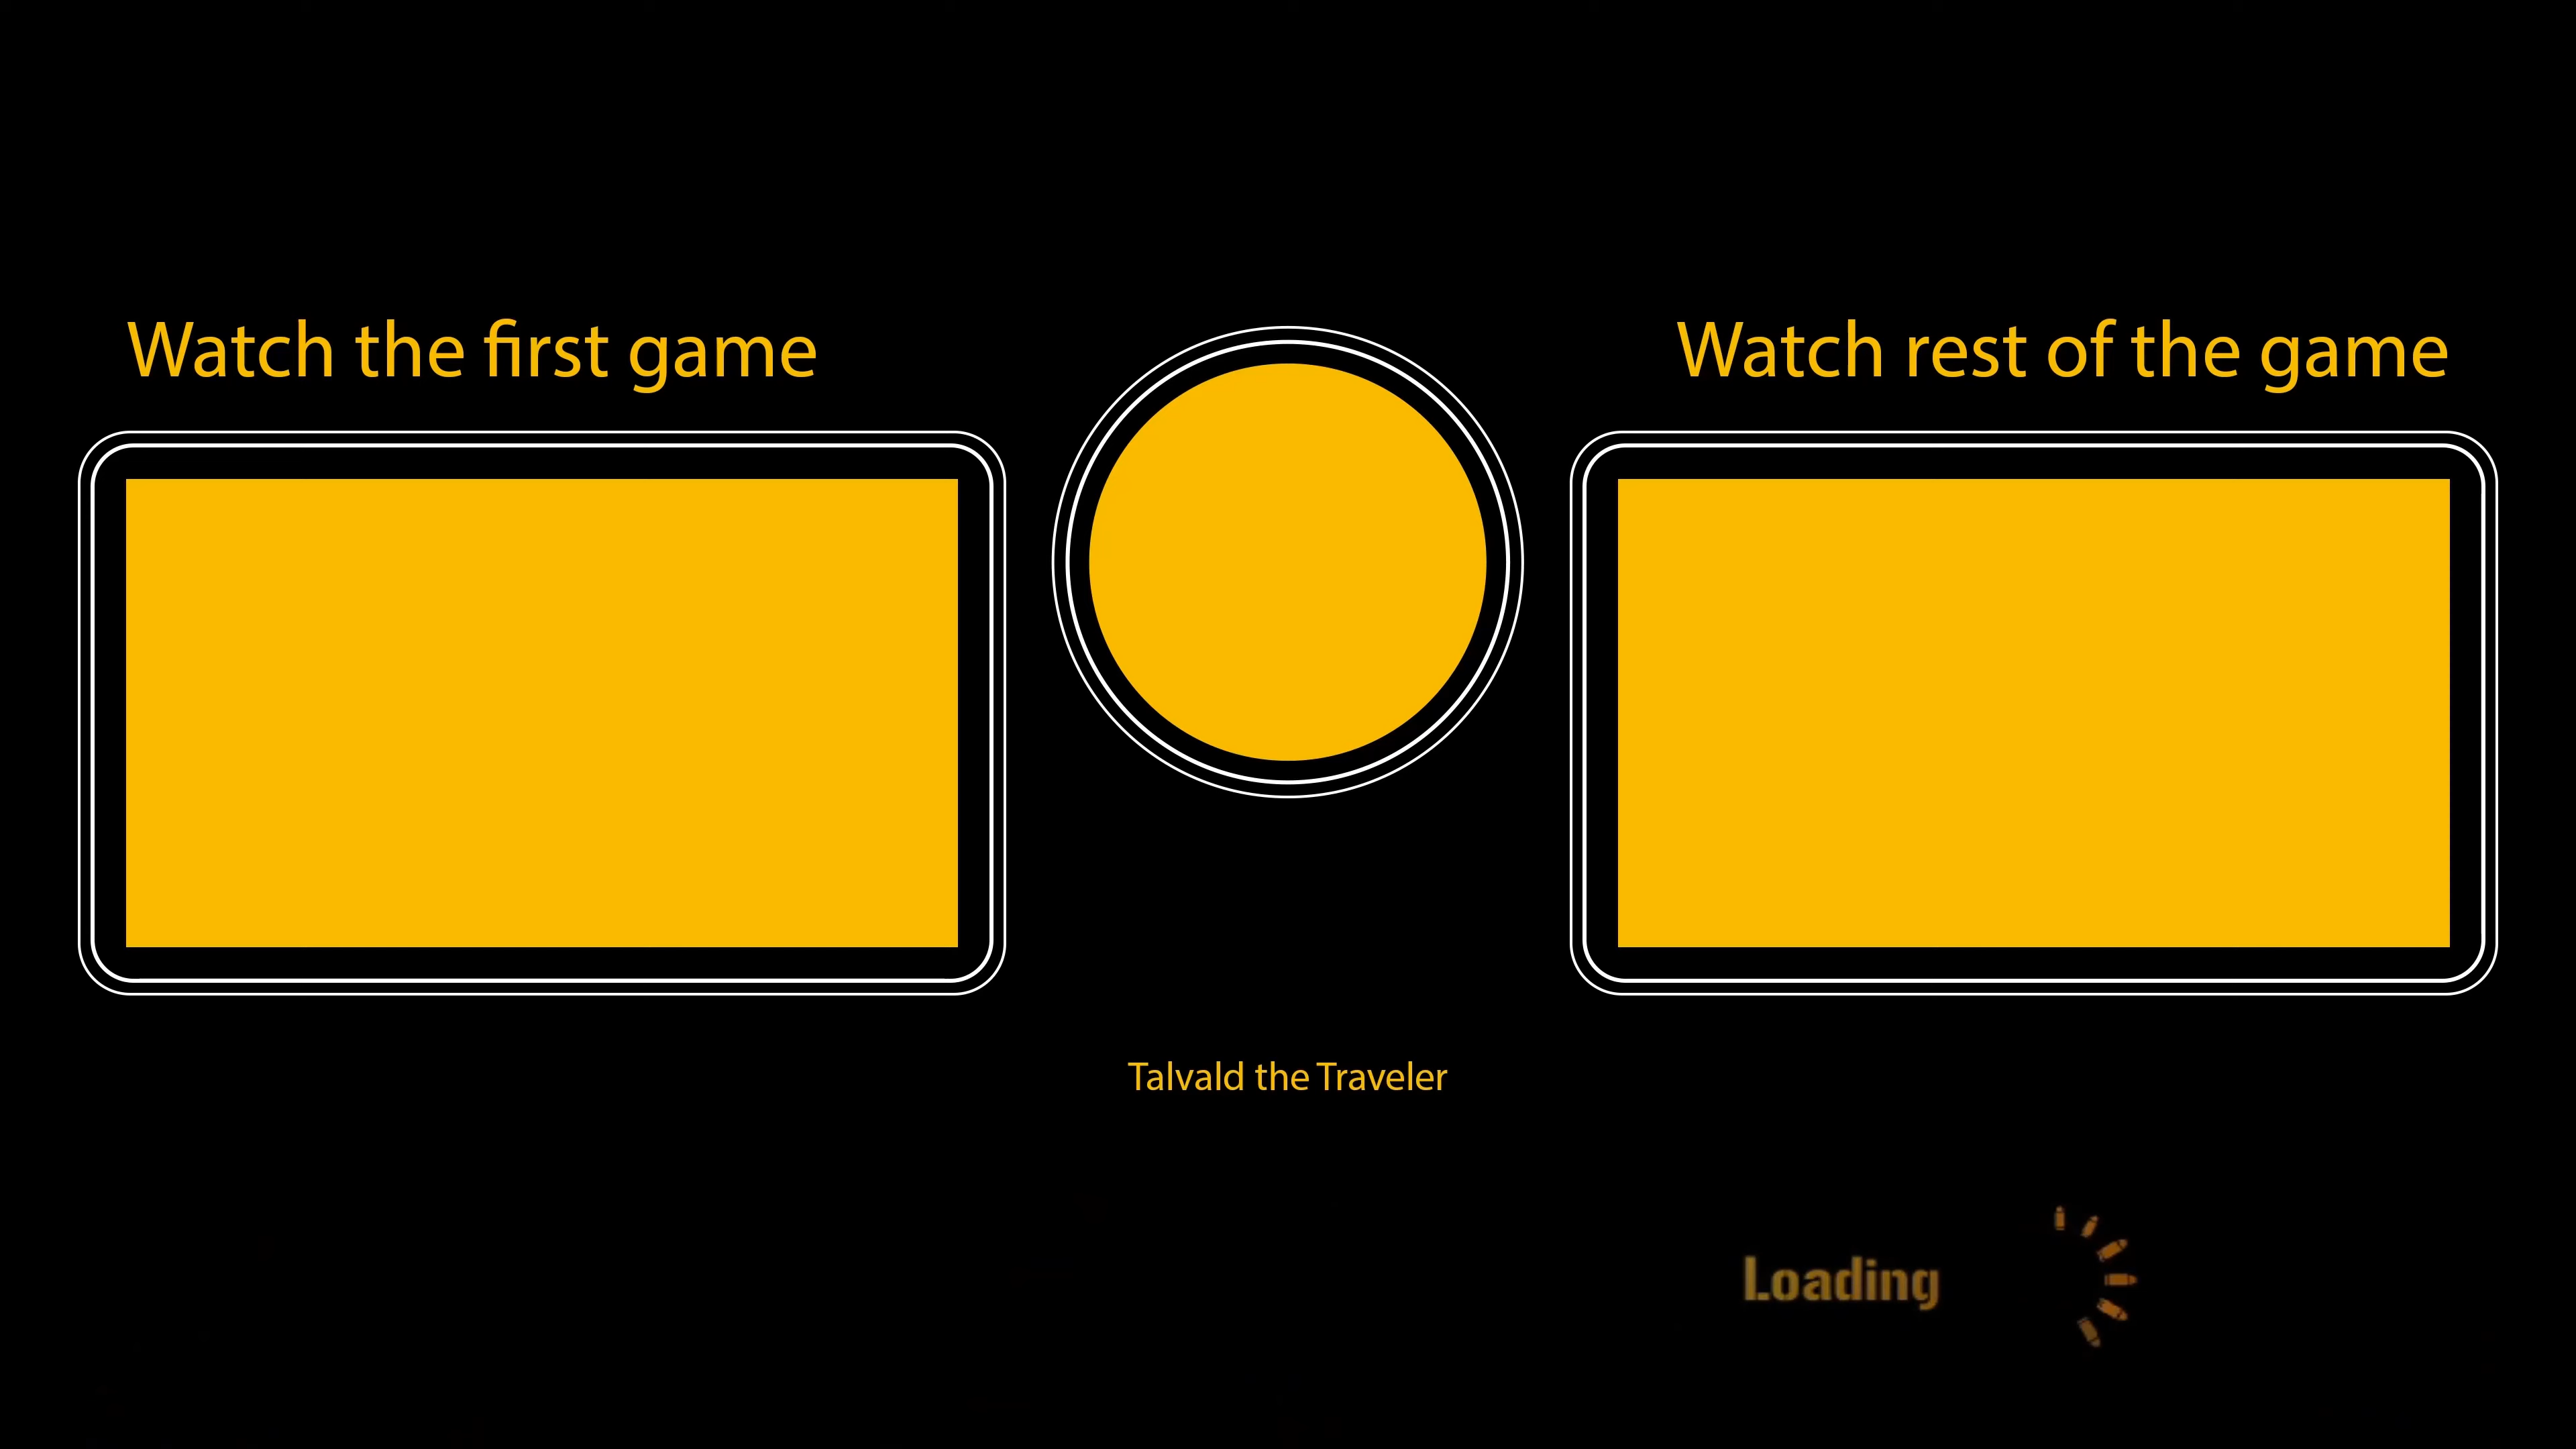 Watch the first game
Watch rest of the game
Talvald the Traveler
Loading